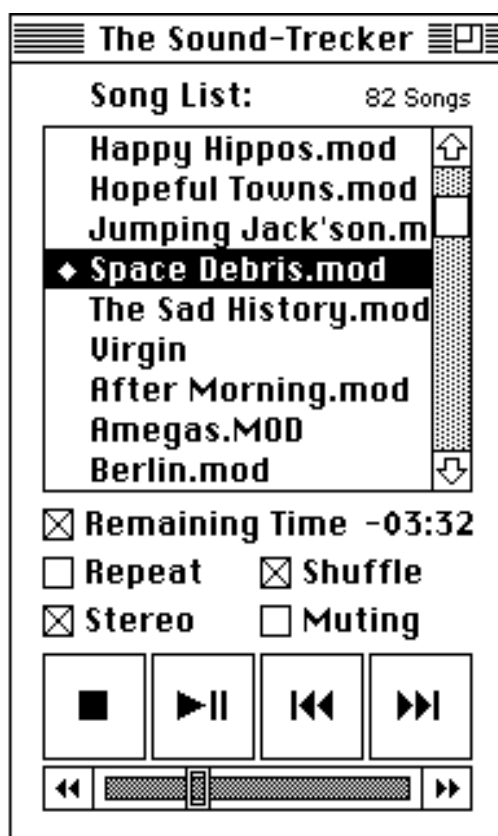 The Sound-Trecker
Song List: 82 Songs
Happy Hippos.mod
Hopeful Towns.mod
Jumping Jack'son.m
Space Debris.mod
The Sad History.mod
Virgin
After Morning.mod
Amegas.MOD
Berlin.mod
Remaining Time -03:32
Repeat Shuffle
Stereo Muting